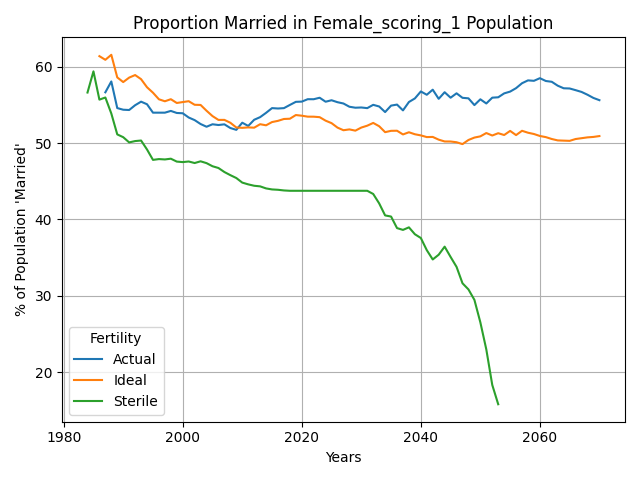 Proportion Married in Female_scoring_1 Population
% of Population 'Married'
60
50
40
30
20
Fertility
Actual
Ideal
Sterile
1980
2000
2020
2040
2060
Years